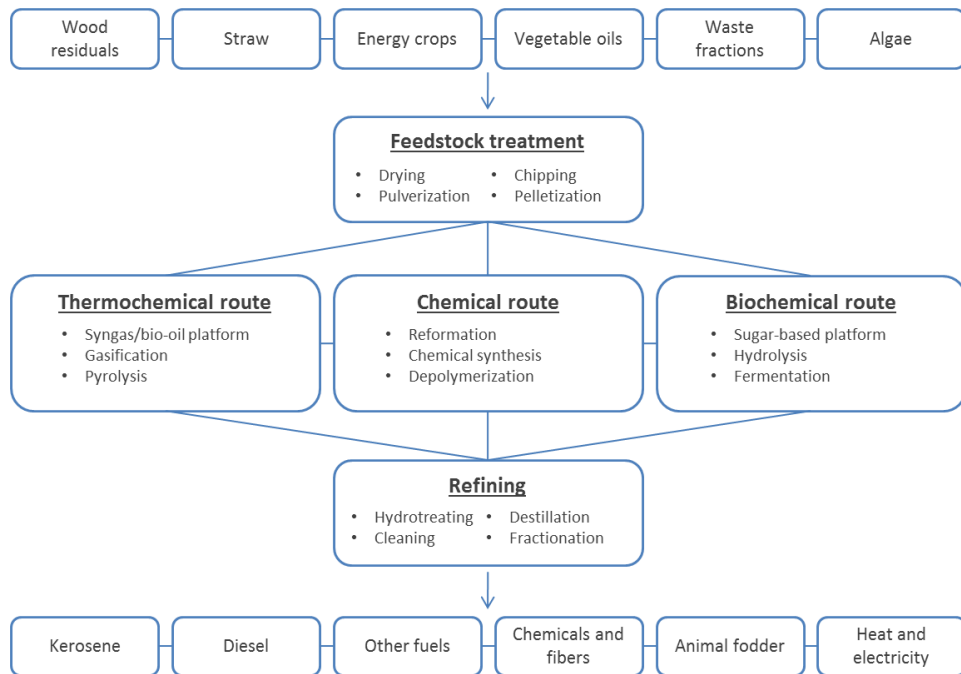 Wood
residuals
Straw
Energy crops
Vegetable oils
Waste
fractions
Algae
Feedstock treatment
• Drying
• Chipping
• Pulverization
• Pelletization
Thermochemical route
• Syngas/bio-oil platform
• Gasification
• Pyrolysis
Chemical route
• Reformation
• Chemical synthesis
• Depolymerization
Biochemical route
• Sugar-based platform
• Hydrolysis
• Fermentation
Refining
• Hydrotreating
• Destillation
• Cleaning
• Fractionation
Kerosene
Diesel
Other fuels
Chemicals and
fibers
Animal fodder
Heat and
electricity